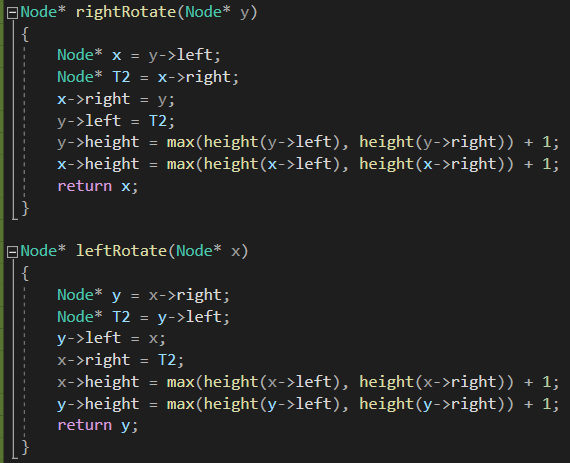 Node* rightRotate(Node* y)
{
    Node* x = y->left;
    Node* T2 = x->right;
    x->right = y;
    y->left = T2;
    y->height = max(height(y->left), height(y->right)) + 1;
    x->height = max(height(x->left), height(x->right)) + 1;
    return x;
}
Node* leftRotate(Node* x)
{
    Node* y = x->right;
    Node* T2 = y->left;
    y->left = x;
    x->right = T2;
    x->height = max(height(x->left), height(x->right)) + 1;
    y->height = max(height(y->left), height(y->right)) + 1;
    return y;
}